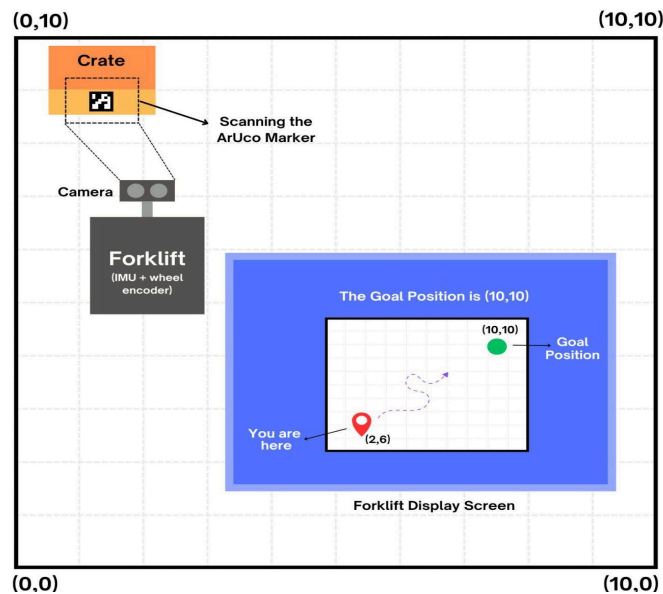 (0,10)
(10,10)
Crate
Scanning the
ArUco Marker
Camera
Forklift
(IMU + wheel
encoder)
The Goal Position is (10,10)
(10,10)
Goal
Position
You are
here
(2,6)
Forklift Display Screen
(0,0)
(10,0)